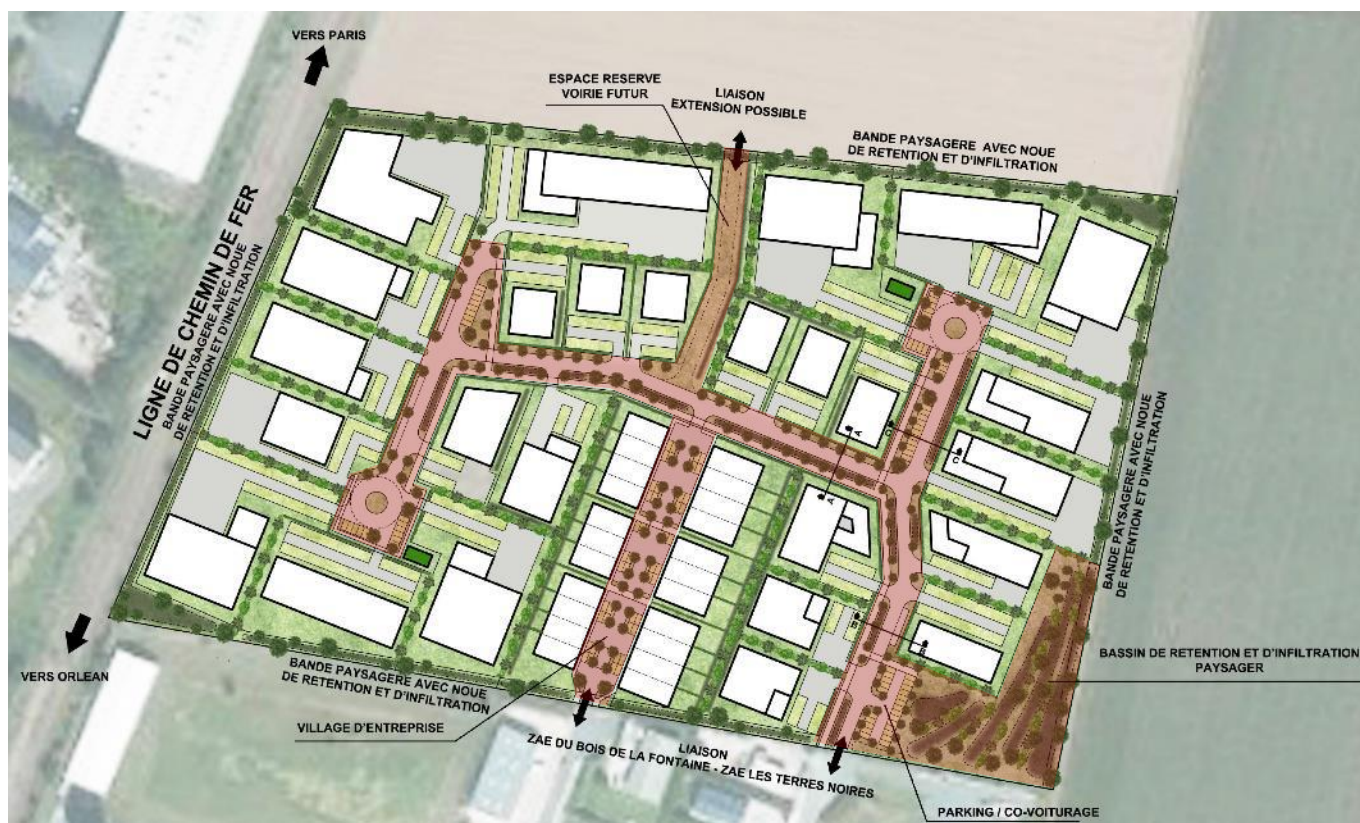 VERS PARIS
ESPACE RESERVE
VOIRIE FUTUR
LIAISON
EXTENSION POSSIBLE
BANDE PAYSAGERE AVEC NOUE
DE RETENTION ET D'INFILTRATION
LIGNE DE CHEMIN DE FER
BANDE PAYSAGERE AVEC NOUE
DE RETENTION ET D'INFILTRATION
A
A
C
B
BANDE PAYSAGERE AVEC NOUE
DE RETENTION ET D'INFILTRATION
VERS ORLEAN
BANDE PAYSAGERE AVEC NOUE
DE RETENTION ET D'INFILTRATION
BASSIN DE RETENTION ET D'INFILTRATION
PAYSAGER
VILLAGE D'ENTREPRISE
LIAISON
ZAE DU BOIS DE LA FONTAINE - ZAE LES TERRES NOIRES
PARKING / CO-VOITURAGE